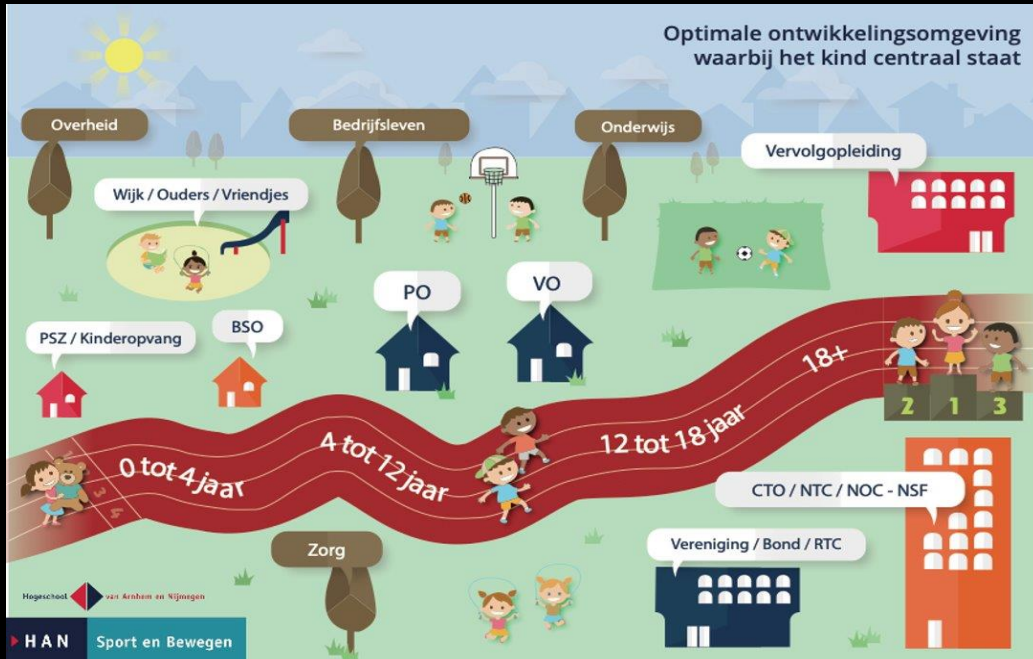 Optimale ontwikkelingsomgeving
waarbij het kind centraal staat
Overheid
Bedrijfsleven
Onderwijs
Vervolgopleiding
Wijk / Ouders / Vriendjes
PO
VO
PSZ / Kinderopvang
BSO
0 tot 4 jaar
4 tot 12 jaar
12 tot 18 jaar
18+
2 1 3
3
4
CTO / NTC / NOC - NSF
Zorg
Vereniging / Bond / RTC
Hogeschool van Arnhem en Nijmegen
HAN Sport en Bewegen